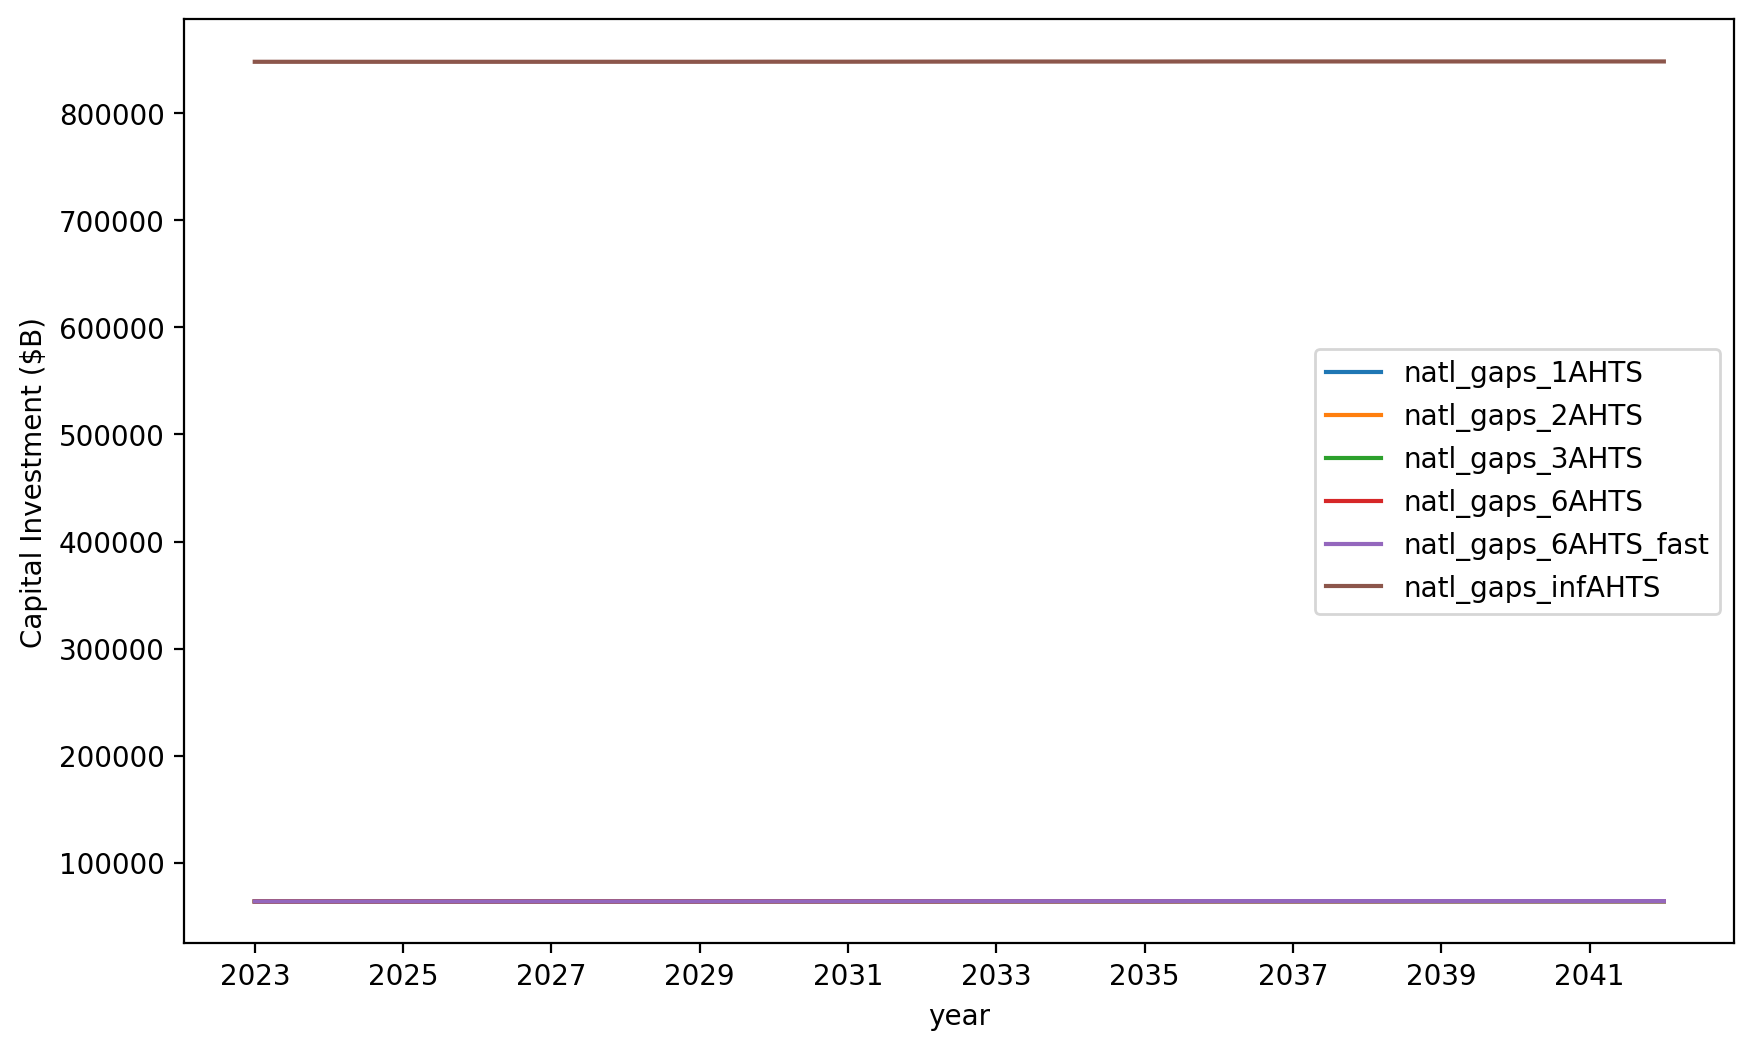 800000
700000
600000
500000
400000
300000
200000
100000
Capital Investment ($B)
natl_gaps_1AHTS
natl_gaps_2AHTS
natl_gaps_3AHTS
natl_gaps_6AHTS
natl_gaps_6AHTS_fast
natl_gaps_infAHTS
2023 2025 2027 2029 2031 2033 2035 2037 2039 2041
year